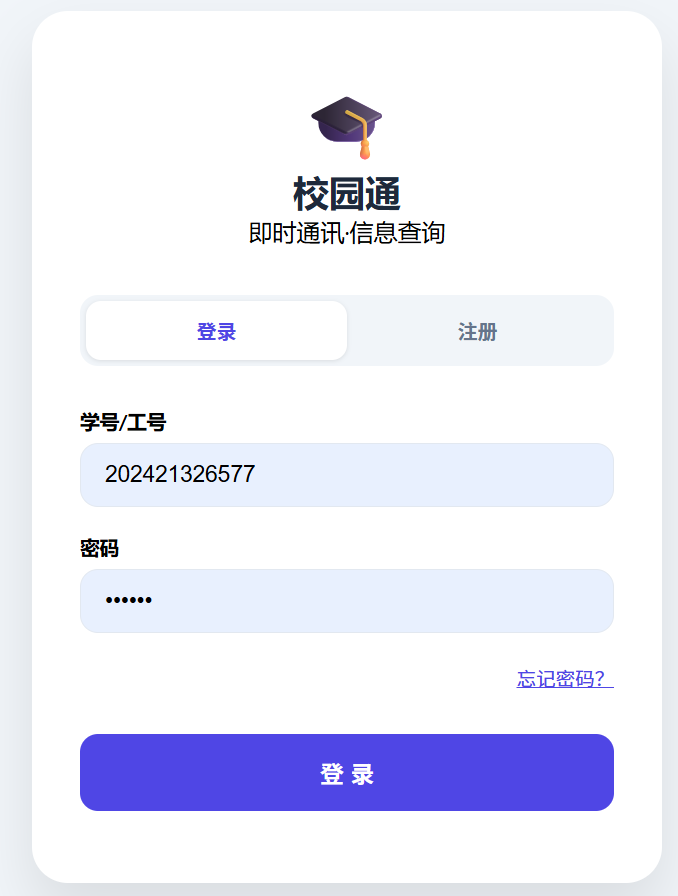 校园通
即时通讯·信息查询
登录 注册
学号/工号
202421326577
密码
••••••
忘记密码？
登 录